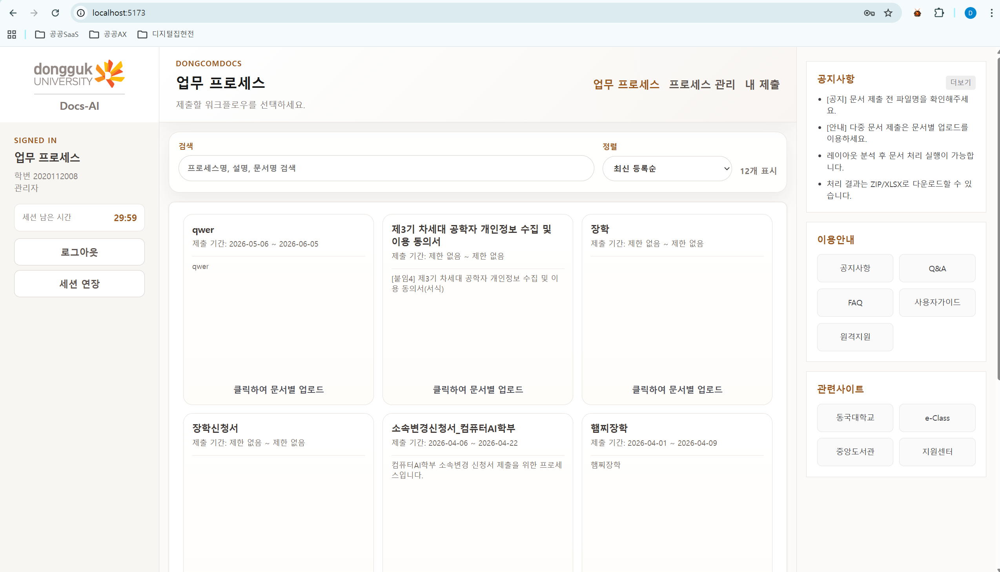 localhost:5173
D
공공SaaS
공공AX
디지털집현전
dongguk
UNIVERSITY
Docs-AI
SIGNED IN
업무 프로세스
학번 2020112008
관리자
세션 남은 시간
29:59
로그아웃
세션 연장
DONGCOMDOCS
업무 프로세스
제출할 워크플로우를 선택하세요.
업무 프로세스
프로세스 관리
내 제출
검색
프로세스명, 설명, 문서명 검색
정렬
최신 등록순
12개 표시
qwer
제출 기간: 2026-05-06 ~ 2026-06-05
qwer
클릭하여 문서별 업로드
제3기 차세대 공학자 개인정보 수집 및
이용 동의서
제출 기간: 제한 없음 ~ 제한 없음
[붙임4] 제3기 차세대 공학자 개인정보 수집 및 이
용 동의서(서식)
클릭하여 문서별 업로드
장학
제출 기간: 제한 없음 ~ 제한 없음
클릭하여 문서별 업로드
장학신청서
제출 기간: 제한 없음 ~ 제한 없음
소속변경신청서_컴퓨터AI학부
제출 기간: 2026-04-06 ~ 2026-04-22
컴퓨터AI학부 소속변경 신청서 제출을 위한 프로세
스입니다.
햄찌장학
제출 기간: 2026-04-01 ~ 2026-04-09
햄찌장학
공지사항
더보기
[공지] 문서 제출 전 파일명을 확인해주세
요.
[안내] 다중 문서 제출은 문서별 업로드를
이용하세요.
레이아웃 분석 후 문서 처리 실행이 가능합
니다.
처리 결과는 ZIP/XLSX로 다운로드할 수 있
습니다.
이용안내
공지사항
Q&A
FAQ
사용자가이드
원격지원
관련사이트
동국대학교
e-Class
중앙도서관
지원센터